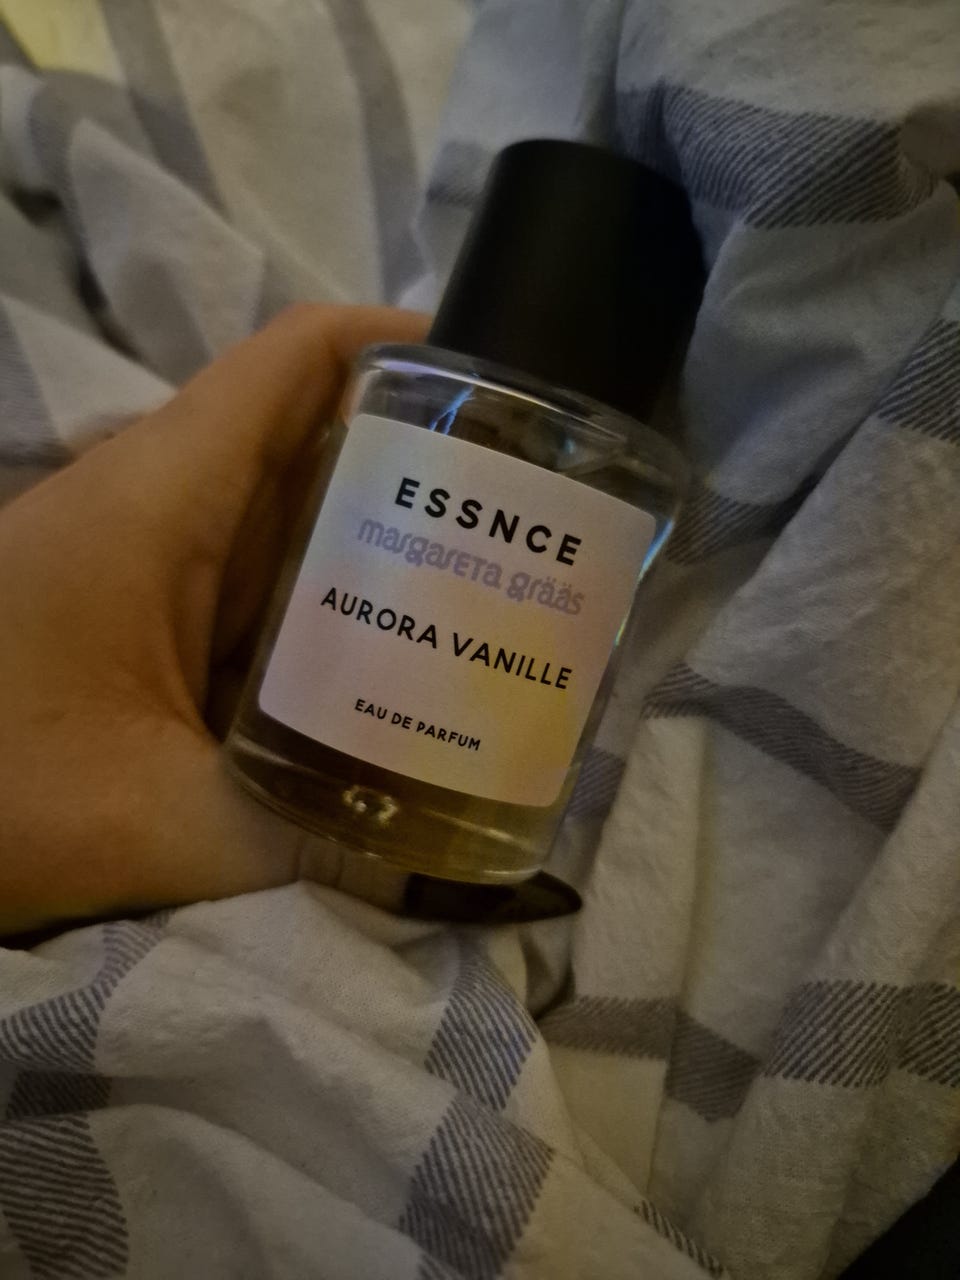 ESSNCE
margareta grääs
AURORA VANILLE
EAU DE PARFUM